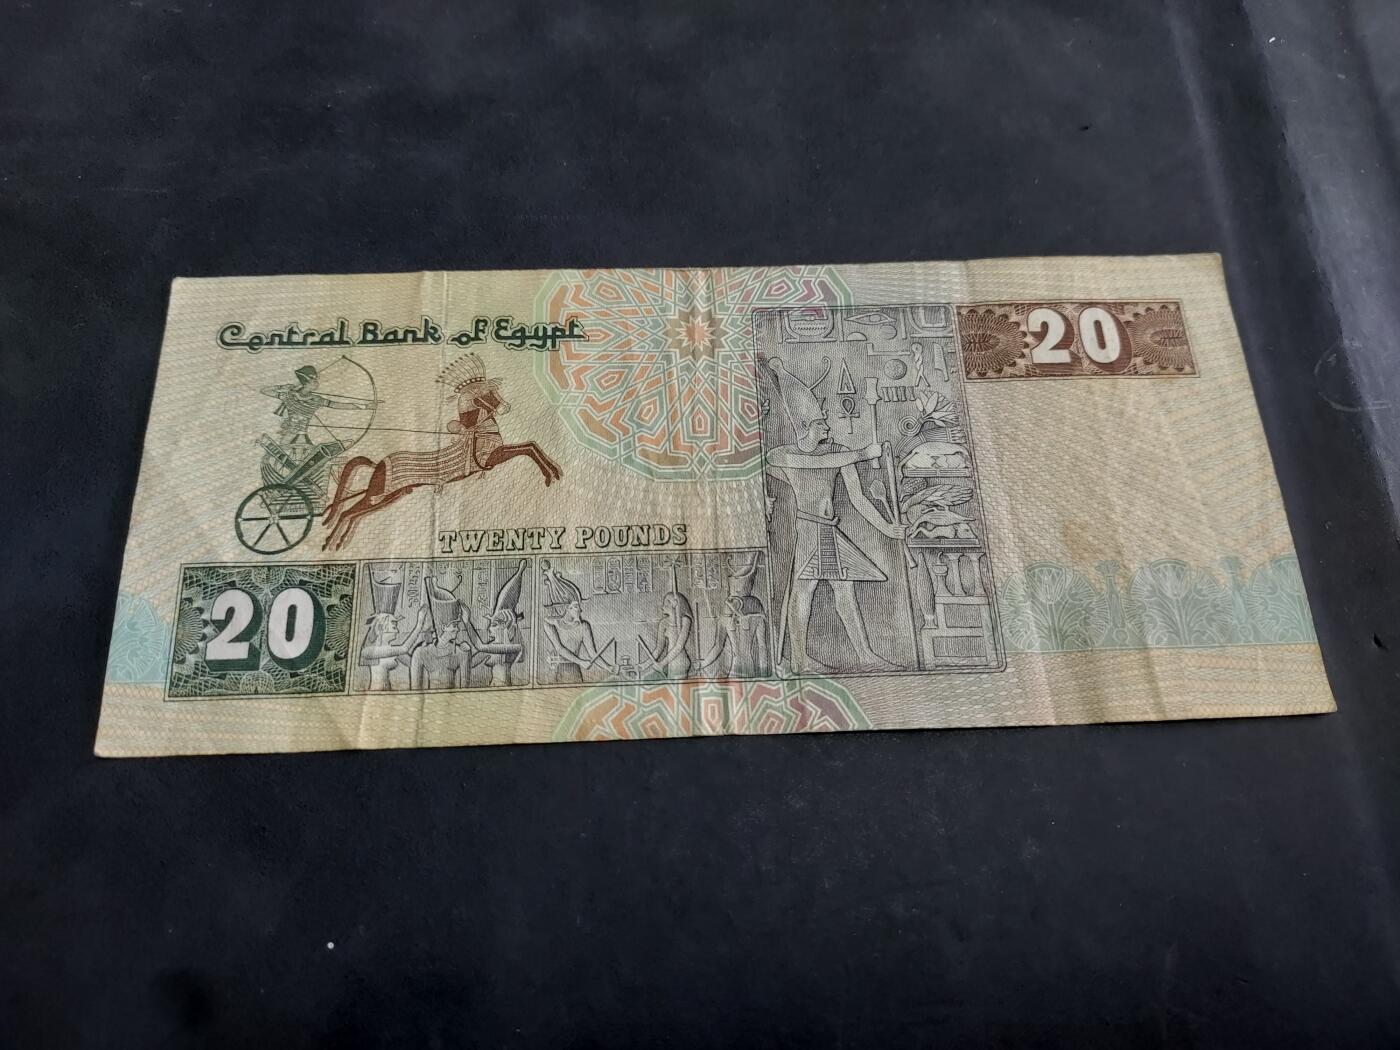 Central Bank of Egypt
20
TWENTY POUNDS
20